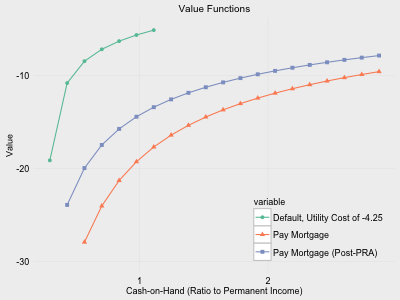 Value Functions
Value
-10
-20
-30
variable
Default, Utility Cost of -4.25
Pay Mortgage
Pay Mortgage (Post-PRA)
1
2
Cash-on-Hand (Ratio to Permanent Income)